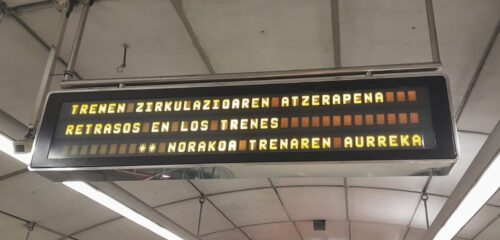 TRENEN ZIRKULAZIOAREN ATZERAPENA
RETRASOS EN LOS TRENES
** NORAKOA TRENAREN AURREKA